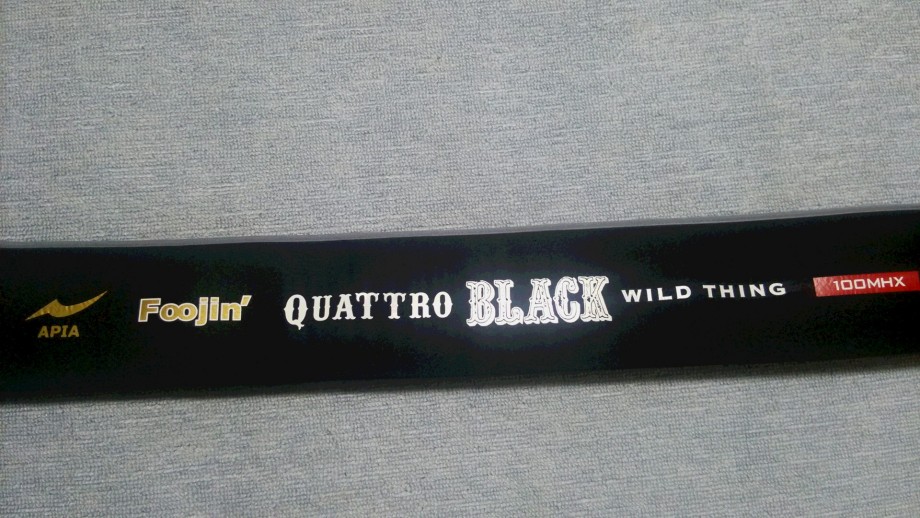 APIA
Foojin'
QUATTRO BLACK WILD THING
100MHX